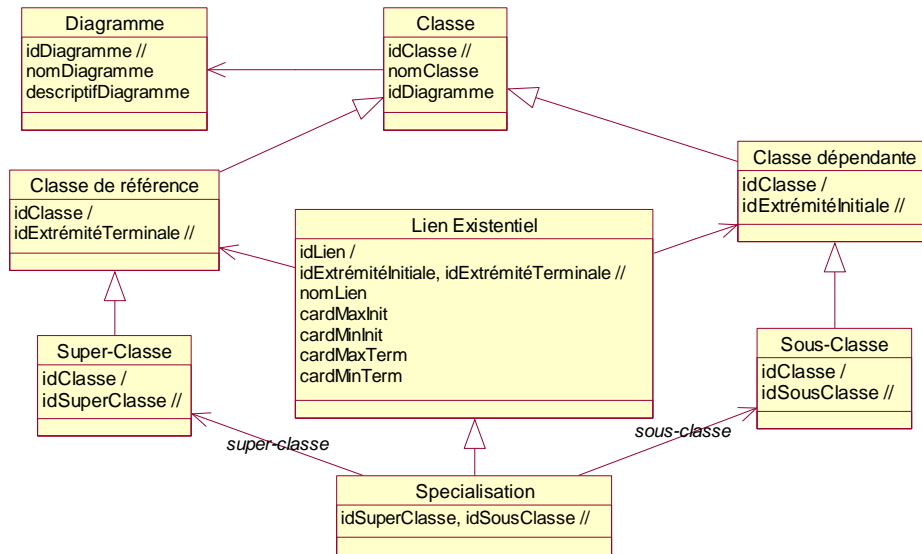 Diagramme
idDiagramme //
nomDiagramme
descriptifDiagramme
Classe
idClasse //
nomClasse
idDiagramme
Classe de référence
idClasse /
idExtrémitéTerminale //
Classe dépendante
idClasse /
idExtrémitéInitiale //
Lien Existentiel
idLien /
idExtrémitéInitiale, idExtrémitéTerminale //
nomLien
cardMaxInit
cardMinInit
cardMaxTerm
cardMinTerm
Super-Classe
idClasse /
idSuperClasse //
Sous-Classe
idClasse /
idSousClasse //
super-classe
sous-classe
Specialisation
idSuperClasse, idSousClasse //